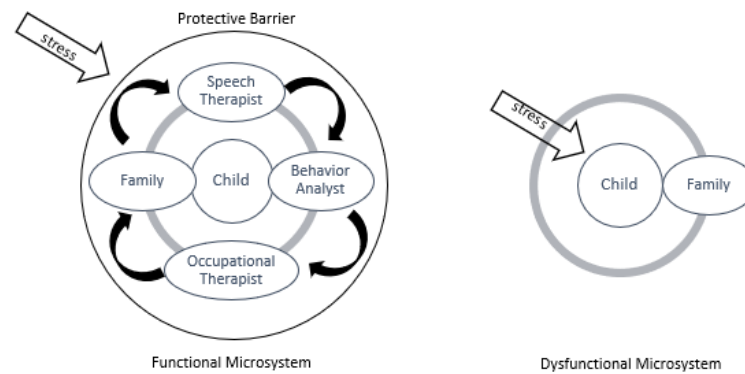 Protective Barrier
stress
Speech
Therapist
Family
Child
Behavior
Analyst
Occupational
Therapist
Functional Microsystem
stress
Child
Family
Dysfunctional Microsystem